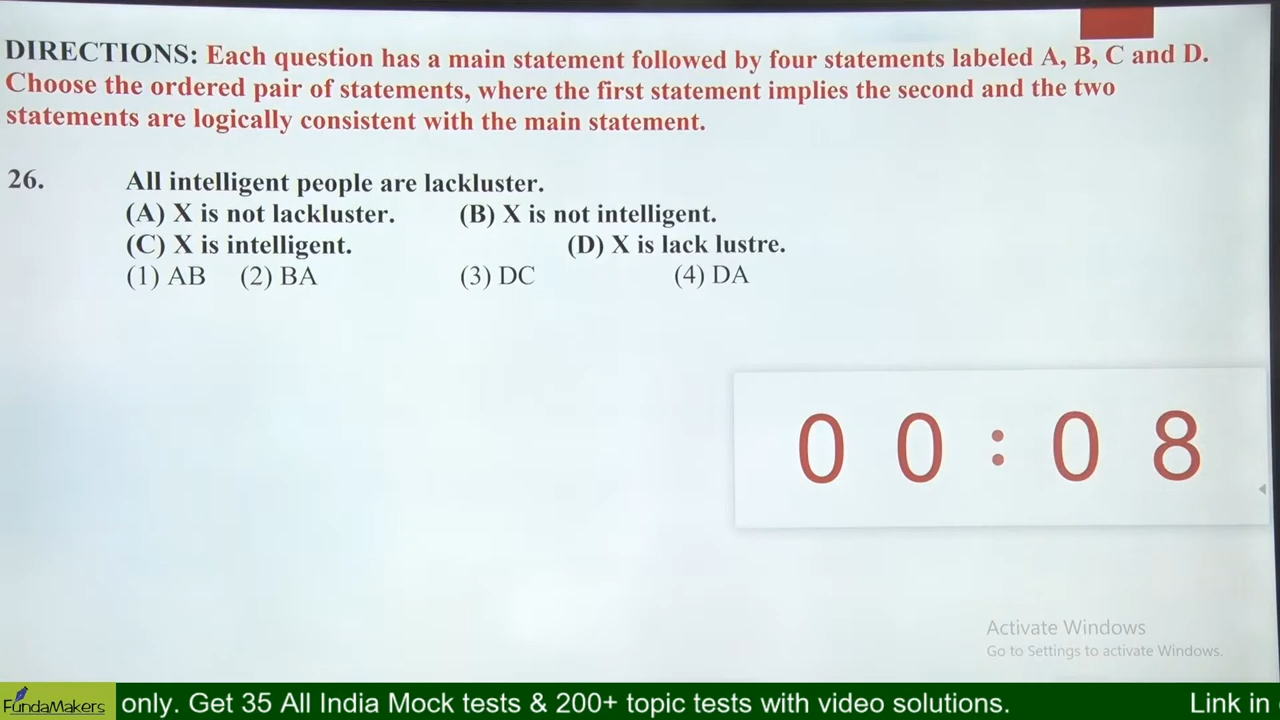 DIRECTIONS: Each question has a main statement followed by four statements labeled A, B, C and D.
Choose the ordered pair of statements, where the first statement implies the second and the two
statements are logically consistent with the main statement.
26. All intelligent people are lackluster.
(A) X is not lackluster. (B) X is not intelligent.
(C) X is intelligent. (D) X is lack lustre.
(1) AB (2) BA (3) DC (4) DA
00:08
Activate Windows
Go to Settings to activate Windows.
FUNDAMAKERS only. Get 35 All India Mock tests & 200+ topic tests with video solutions. Link in